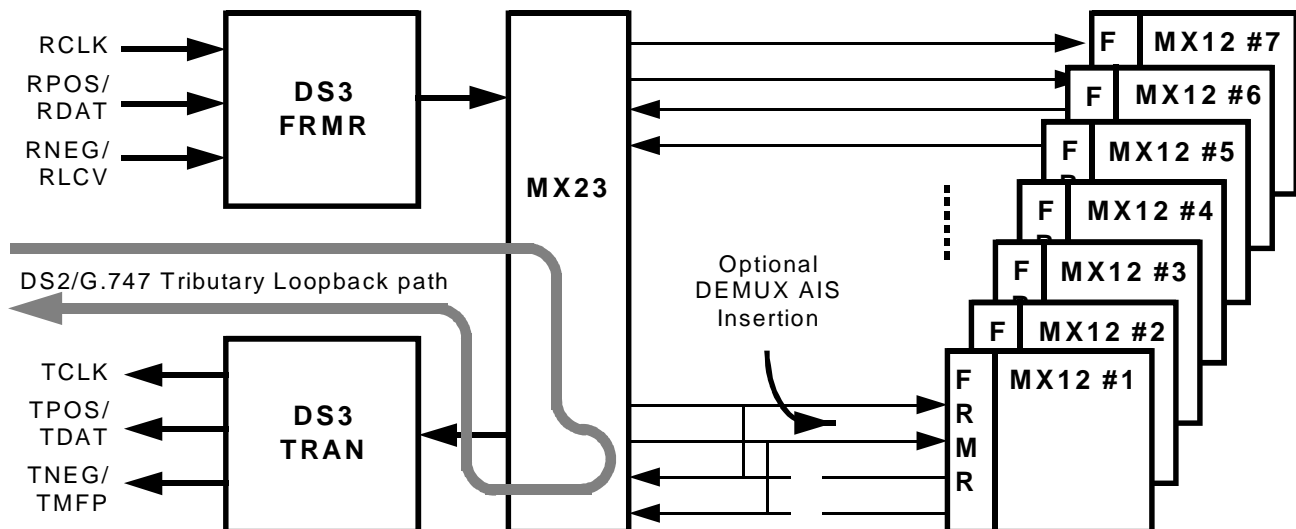 RCLK
RPOS/
RDAT
RNEG/
RLCV
DS3
FRMR
MX23
F
MX12 #7
F
MX12 #6
F
MX12 #5
F
MX12 #4
F
MX12 #3
F
MX12 #2
F
R
M
R
MX12 #1
DS2/G.747 Tributary Loopback path
Optional
DEMUX AIS
Insertion
TCLK
TPOS/
TDAT
TNEG/
TMFP
DS3
TRAN